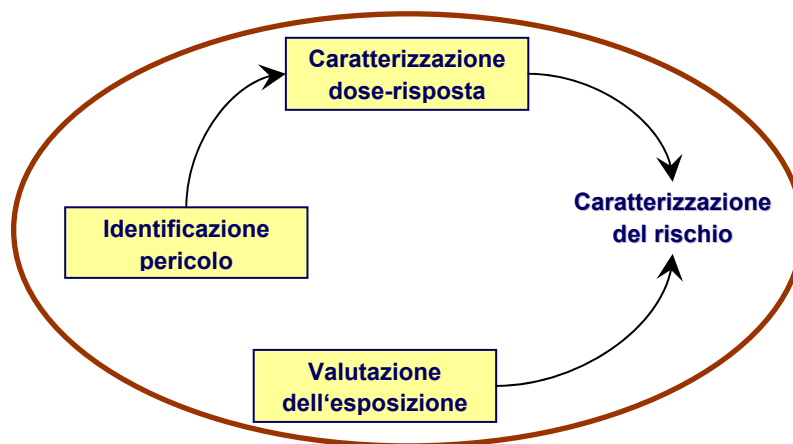 Caratterizzazione
dose-risposta
Identificazione
pericolo
Caratterizzazione
del rischio
Valutazione
dell‘esposizione